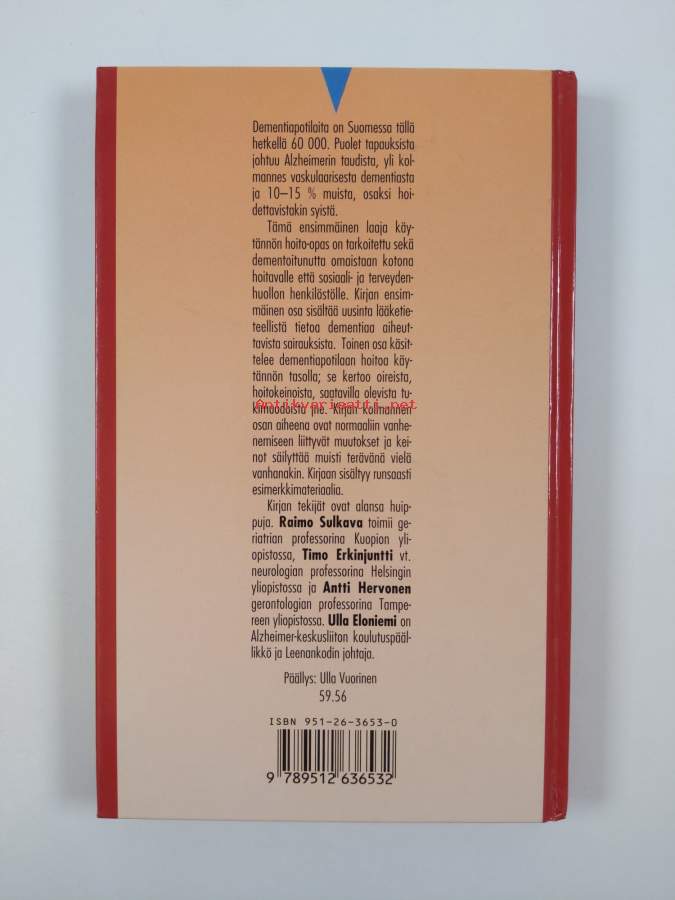 Dementiapotilaita on Suomessa tällä
hetkellä 60 000. Puolet tapauksista
johtuu Alzheimerin taudista, yli kol-
mannes vaskulaarisesta dementiasta
ja 10–15 % muista, osaksi hoi-
dettavistakin syistä.
Tämä ensimmäinen laaja käy-
tännön hoito-opas on tarkoitettu sekä
dementoitunutta omaistaan kotona
hoitavalle että sosiaali- ja terveyden-
huollon henkilöstölle. Kirjan ensim-
mäinen osa sisältää uusinta lääketie-
teellistä tietoa dementiaa aiheut-
tavista sairauksista. Toinen osa käsit-
telee dementiapotilaan hoitoa käy-
tännön tasolla; se kertoo oireista,
hoitokeinoista, saatavilla olevista tu-
Antikvariaatti.net
kimuodoista jne. Kirjan kolmannen
osan aiheena ovat normaaliin vanhe-
nemiseen liittyvät muutokset ja kei-
not säilyttää muisti terävänä vielä
vanhanakin. Kirjaan sisältyy runsaasti
esimerkkimateriaalia.
Kirjan tekijät ovat alansa huip-
puja. Raimo Sulkava toimii ge-
riatrian professorina Kuopion yli-
opistossa, Timo Erkinjuntti vt.
neurologian professorina Helsingin
yliopistossa ja Antti Hervonen
gerontologian professorina Tampe-
reen yliopistossa. Ulla Eloniemi on
Alzheimer-keskusliiton koulutuspääl-
likkö ja Leenankodin johtaja.
Päällys: Ulla Vuorinen
59.56
ISBN 951-26-3653-0
9 789512 636532